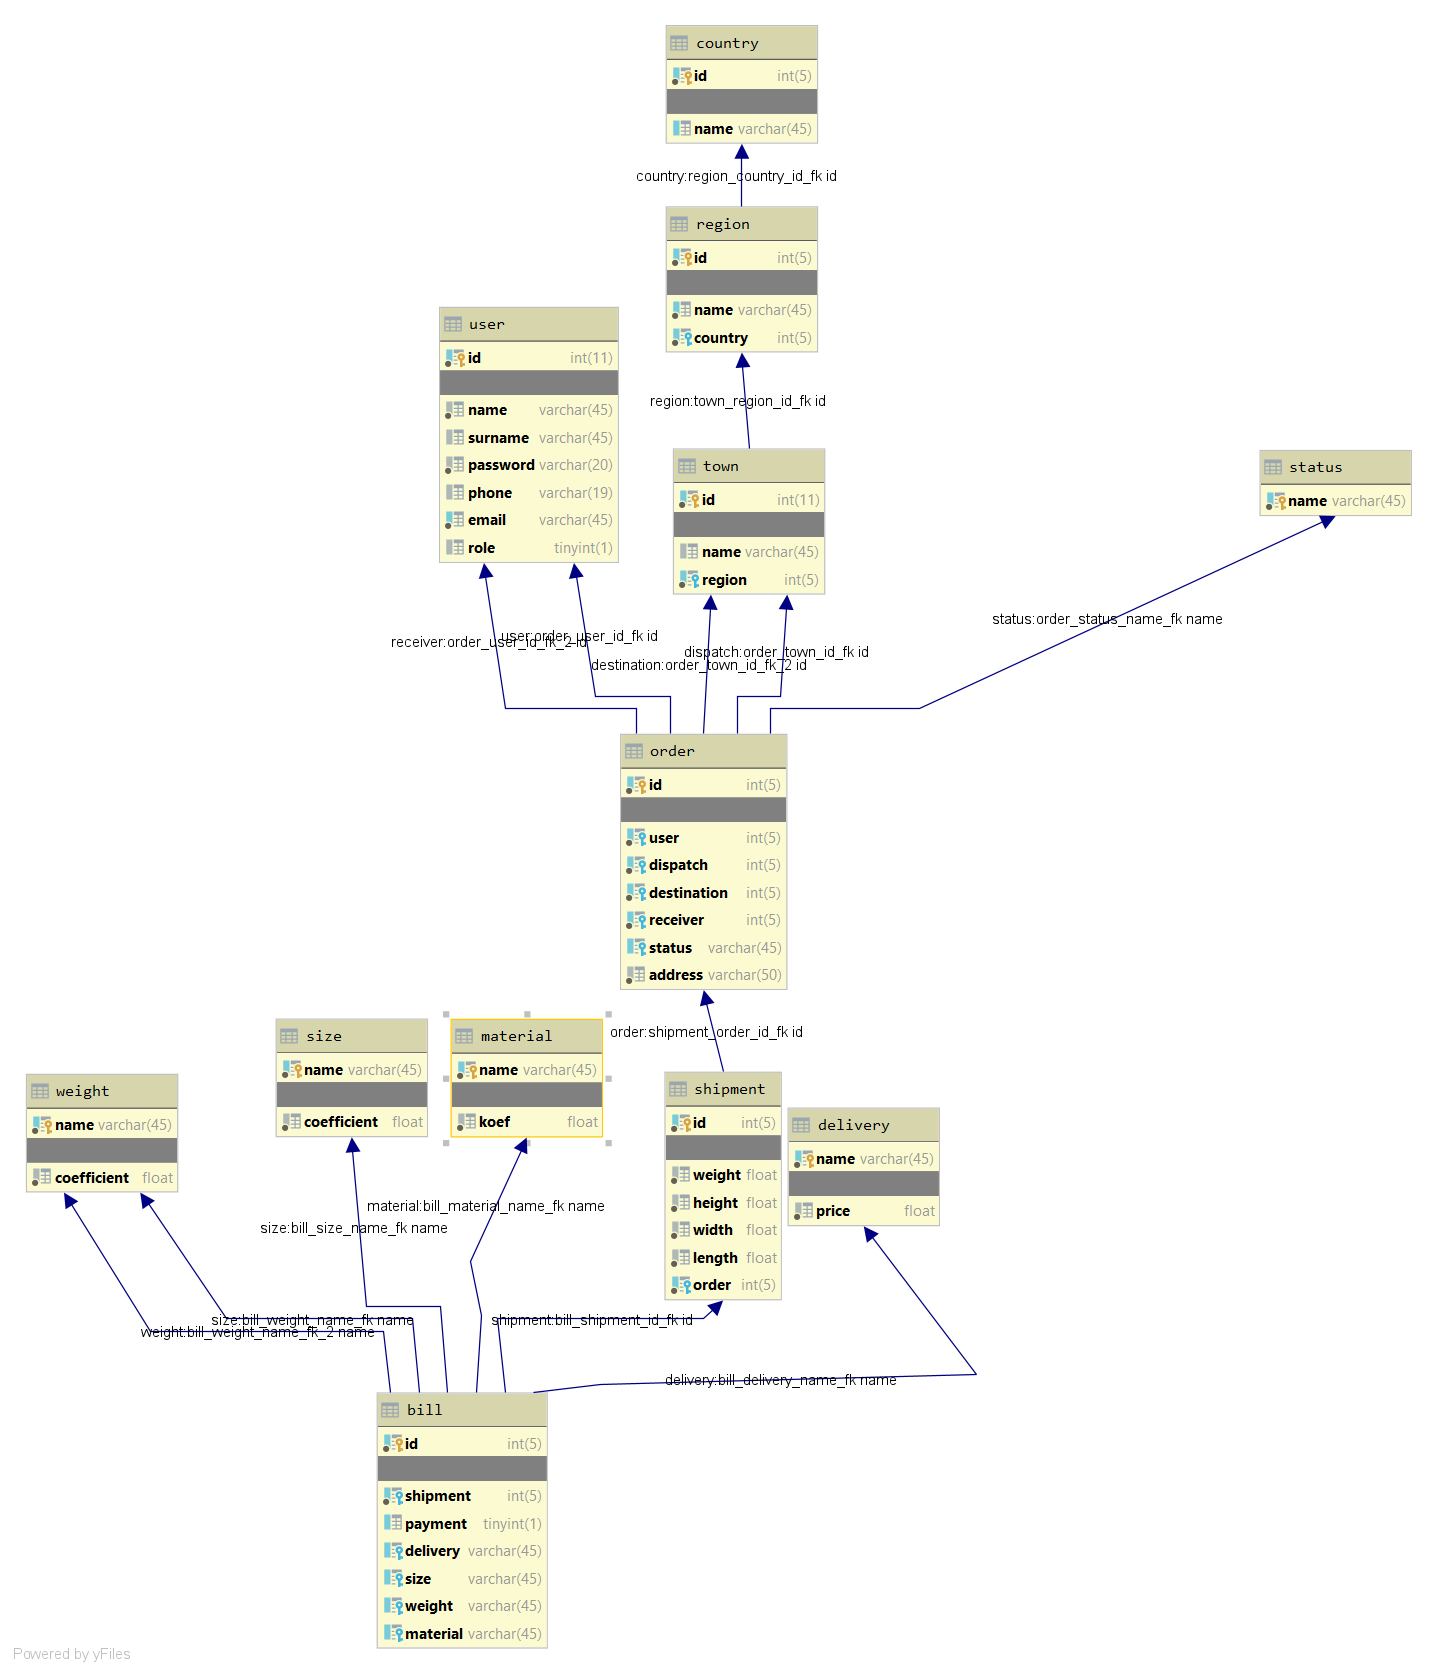 country
id int(5)
name varchar(45)
country:region_country_id_fk id
region
id int(5)
name varchar(45)
country int(5)
user
id int(11)
name varchar(45)
surname varchar(45)
password varchar(20)
phone varchar(19)
email varchar(45)
role tinyint(1)
region:town_region_id_fk id
town
id int(11)
name varchar(45)
region int(5)
status
name varchar(45)
status:order_status_name_fk name
receiver:order_user_id_fk_2 id
user:order_user_id_fk id
dispatch:order_town_id_fk id
destination:order_town_id_fk_2 id
order
id int(5)
user int(5)
dispatch int(5)
destination int(5)
receiver int(5)
status varchar(45)
address varchar(50)
order:shipment_order_id_fk id
size
name varchar(45)
coefficient float
material
name varchar(45)
koef float
weight
name varchar(45)
coefficient float
shipment
id int(5)
weight float
height float
width float
length float
order int(5)
delivery
name varchar(45)
price float
material:bill_material_name_fk name
size:bill_size_name_fk name
size:bill_weight_name_fk name
weight:bill_weight_name_fk_2 name
shipment:bill_shipment_id_fk id
delivery:bill_delivery_name_fk name
bill
id int(5)
shipment int(5)
payment tinyint(1)
delivery varchar(45)
size varchar(45)
weight varchar(45)
material varchar(45)
Powered by yFiles